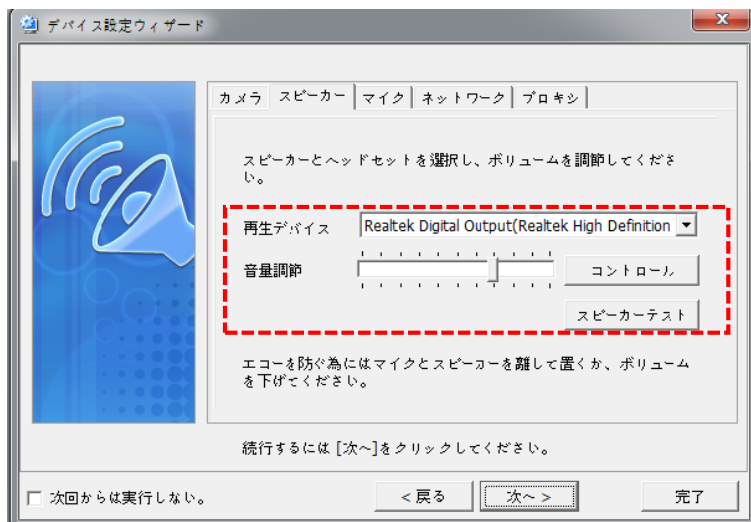 デバイス設定ウィザード
カメラ スピーカー マイク ネットワーク プロキシ
スピーカーとヘッドセットを選択し、ボリュームを調節してくださ
い。
再生デバイス Realtek Digital Output(Realtek High Definition
音量調節 コントロール
スピーカーテスト
エコーを防ぐ為にはマイクとスピーカーを離して置くか、ボリューム
を下げてください。
続行するには [次へ]をクリックしてください。
次回からは実行しない。 < 戻る 次へ > 完了